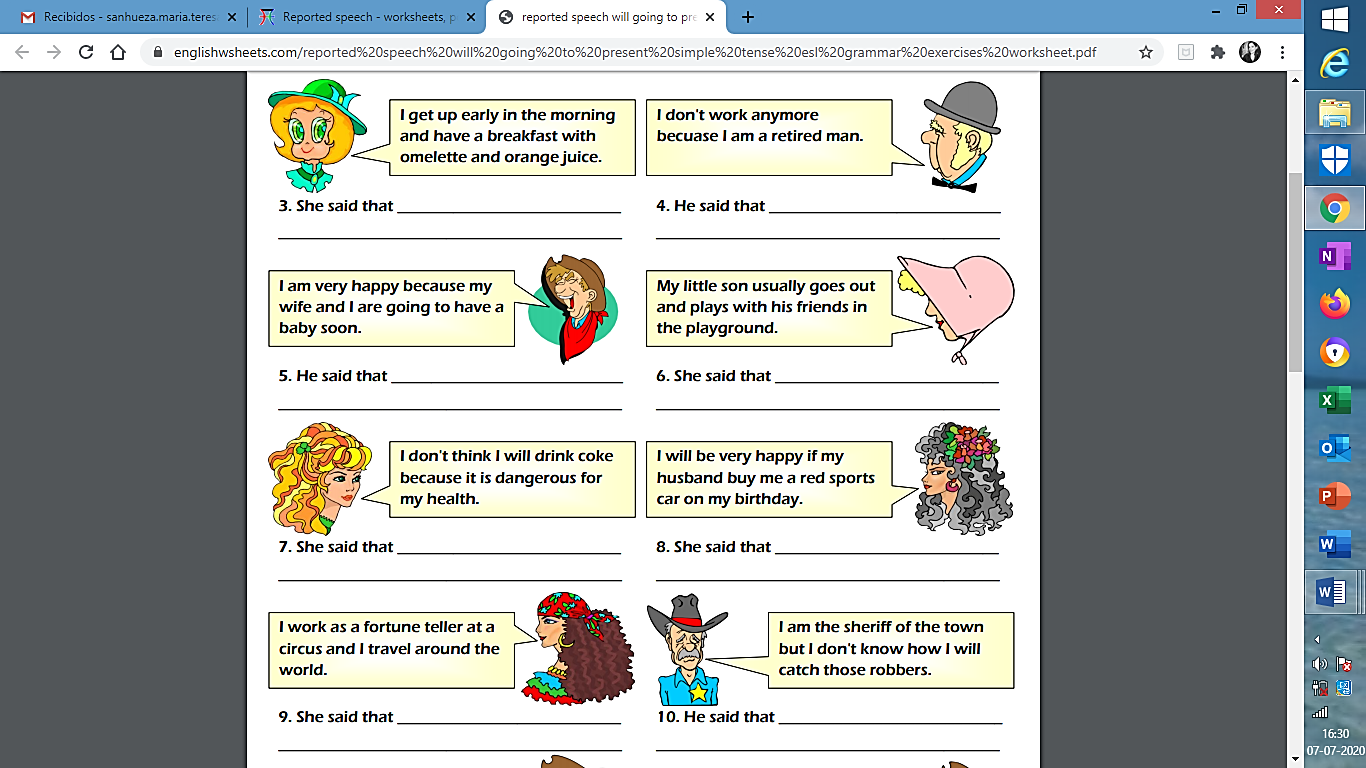 Recibidos - sanhueza.maria.teres
Reported speech - worksheets, p
reported speech will going to pre
englishwsheets.com/reported%20speech%20will%20going%20to%20present%20simple%20tense%20esl%20grammar%20exercises%20worksheet.pdf
I get up early in the morning
and have a breakfast with
omelette and orange juice.
I don't work anymore
becuase I am a retired man.
3. She said that
4. He said that
I am very happy because my
wife and I are going to have a
baby soon.
My little son usually goes out
and plays with his friends in
the playground.
5. He said that
6. She said that
I don't think I will drink coke
because it is dangerous for
my health.
I will be very happy if my
husband buy me a red sports
car on my birthday.
7. She said that
8. She said that
I work as a fortune teller at a
circus and I travel around the
world.
I am the sheriff of the town
but I don't know how I will
catch those robbers.
9. She said that
10. He said that
16:30
07-07-2020